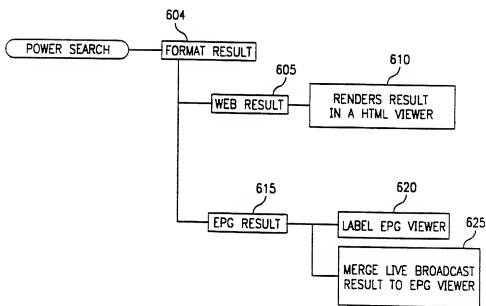 604
POWER SEARCH
FORMAT RESULT
605
610
WEB RESULT
RENDERS RESULT
IN A HTML VIEWER
615
620
EPG RESULT
LABEL EPG VIEWER
625
MERGE LIVE BROADCAST
RESULT TO EPG VIEWER